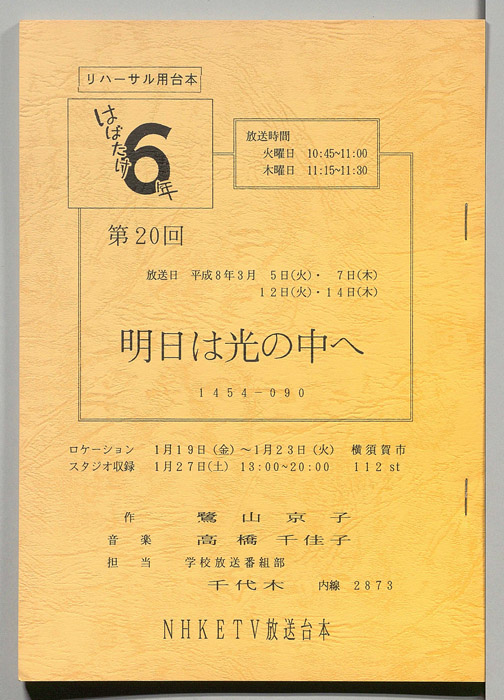 リハーサル用台本
はばたけ6年
放送時間
火曜日 10:45~11:00
木曜日 11:15~11:30
第20回
放送日 平成8年3月 5日(火)・ 7日(木)
12日(火)・14日(木)
明日は光の中へ
1454-090
ロケーション 1月19日(金)~1月23日(火) 横須賀市
スタジオ収録 1月27日(土) 13:00~20:00 112st
作 鷺山京子
音楽 高橋千佳子
担当 学校放送番組部
千代木 内線 2873
NHKETV放送台本